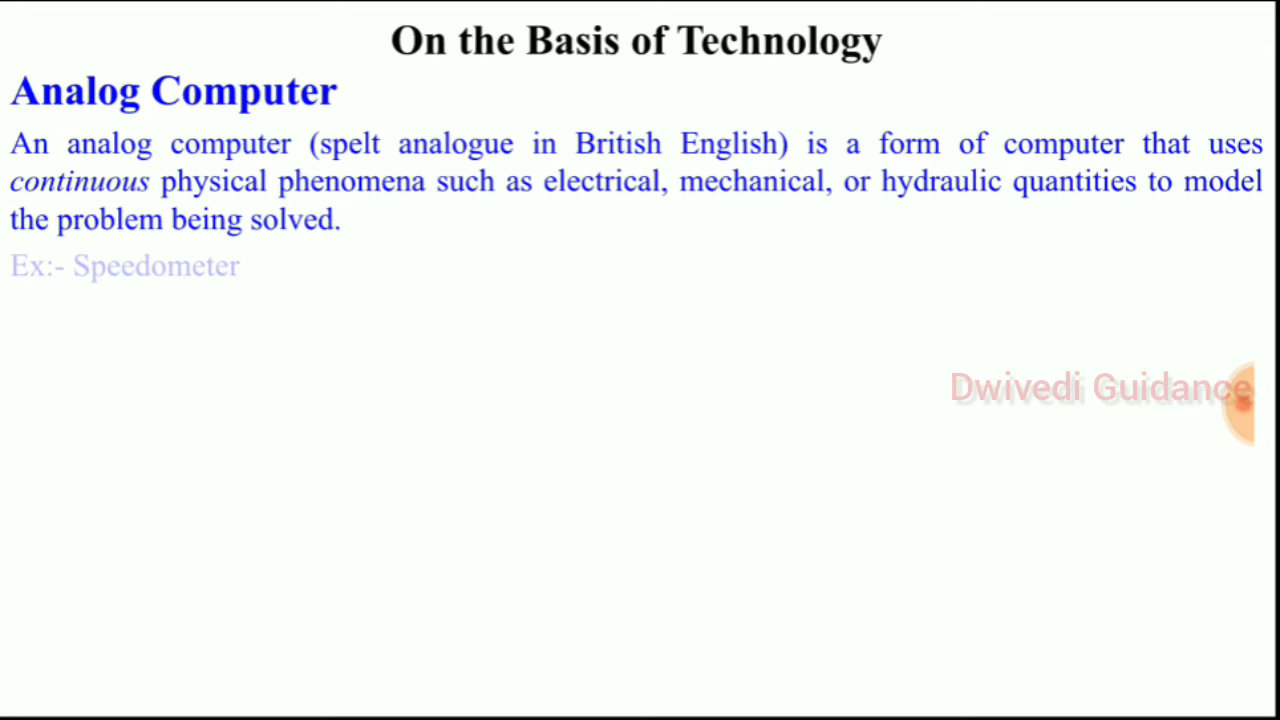 On the Basis of Technology
Analog Computer
An analog computer (spelt analogue in British English) is a form of computer that uses
continuous physical phenomena such as electrical, mechanical, or hydraulic quantities to model
the problem being solved.
Ex:- Speedometer
Dwivedi Guidance